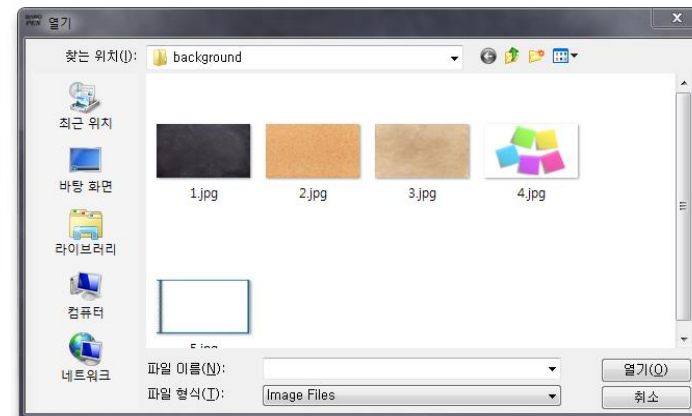 열기
찾는 위치(I):
background
최근 위치
바탕 화면
라이브러리
컴퓨터
네트워크
1.jpg
2.jpg
3.jpg
4.jpg
파일 이름(N):
열기(O)
파일 형식(T):
Image Files
취소